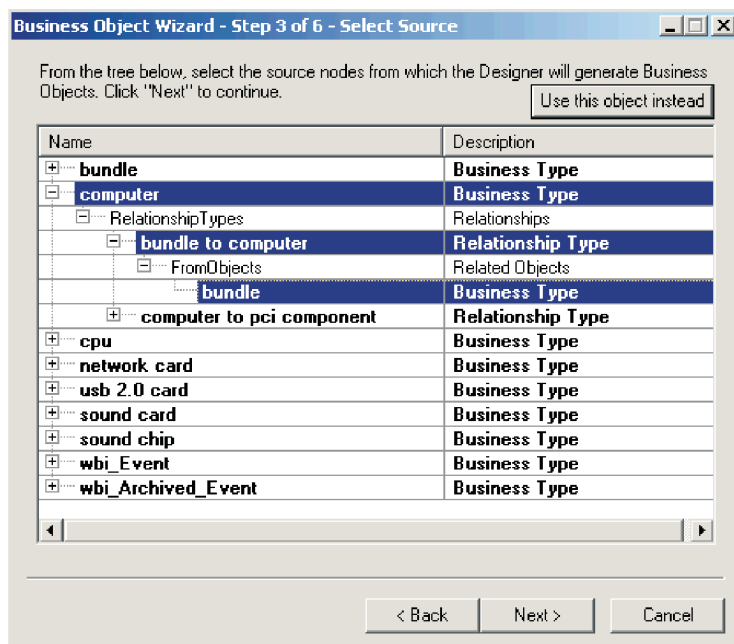 Business Object Wizard - Step 3 of 6 - Select Source
From the tree below, select the source nodes from which the Designer will generate Business
Objects. Click "Next" to continue.
Use this object instead
Name Description
bundle Business Type
computer Business Type
RelationshipTypes Relationships
bundle to computer Relationship Type
FromObjects Related Objects
bundle Business Type
computer to pci component Relationship Type
cpu Business Type
network card Business Type
usb 2.0 card Business Type
sound card Business Type
sound chip Business Type
wbi_Event Business Type
wbi_Archived_Event Business Type
< Back Next > Cancel